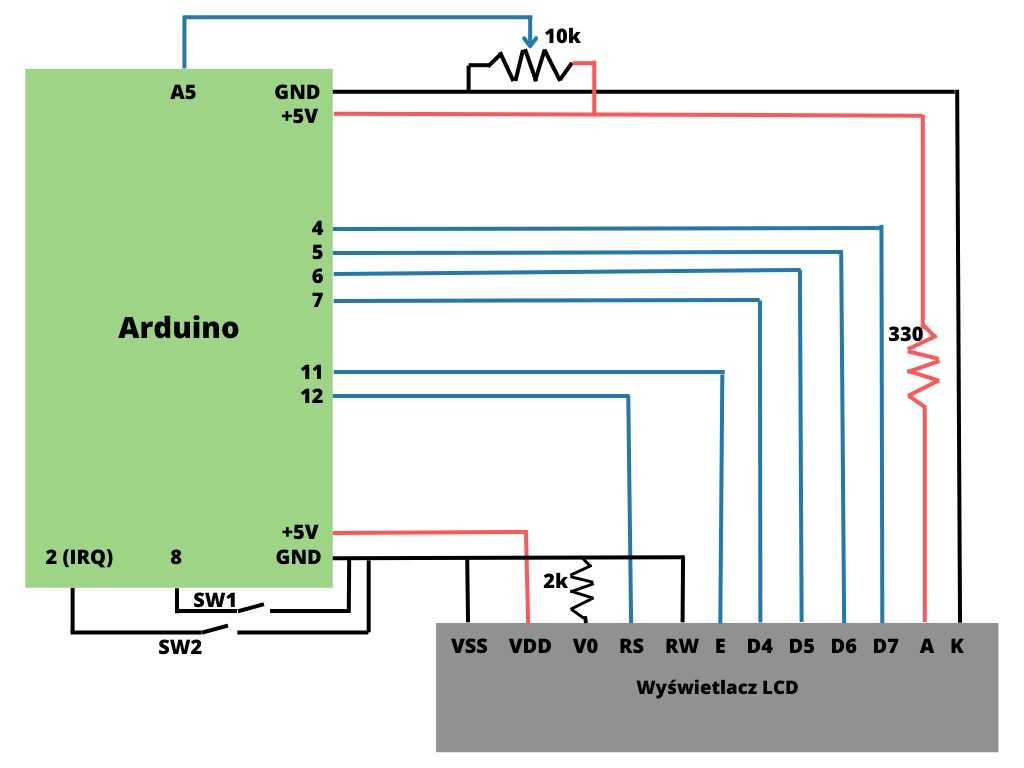 10k
A5
GND
+5V
4
5
6
7
330
Arduino
11
12
+5V
2 (IRQ)
8
GND
2k
SW1
SW2
VSS
VDD
V0
RS
RW
E
D4
D5
D6
D7
A
K
Wyświetlacz LCD